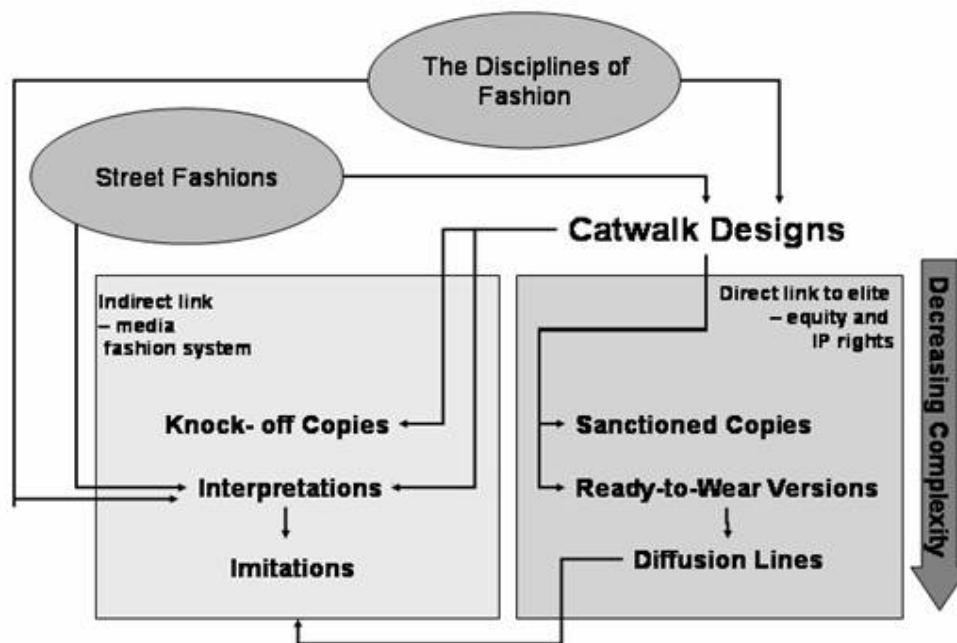 The Disciplines of
Fashion
Street Fashions
Catwalk Designs
Indirect link
– media
fashion system
Direct link to elite
– equity and
IP rights
Knock- off Copies
Sanctioned Copies
Interpretations
Ready-to-Wear Versions
Imitations
Diffusion Lines
Decreasing Complexity